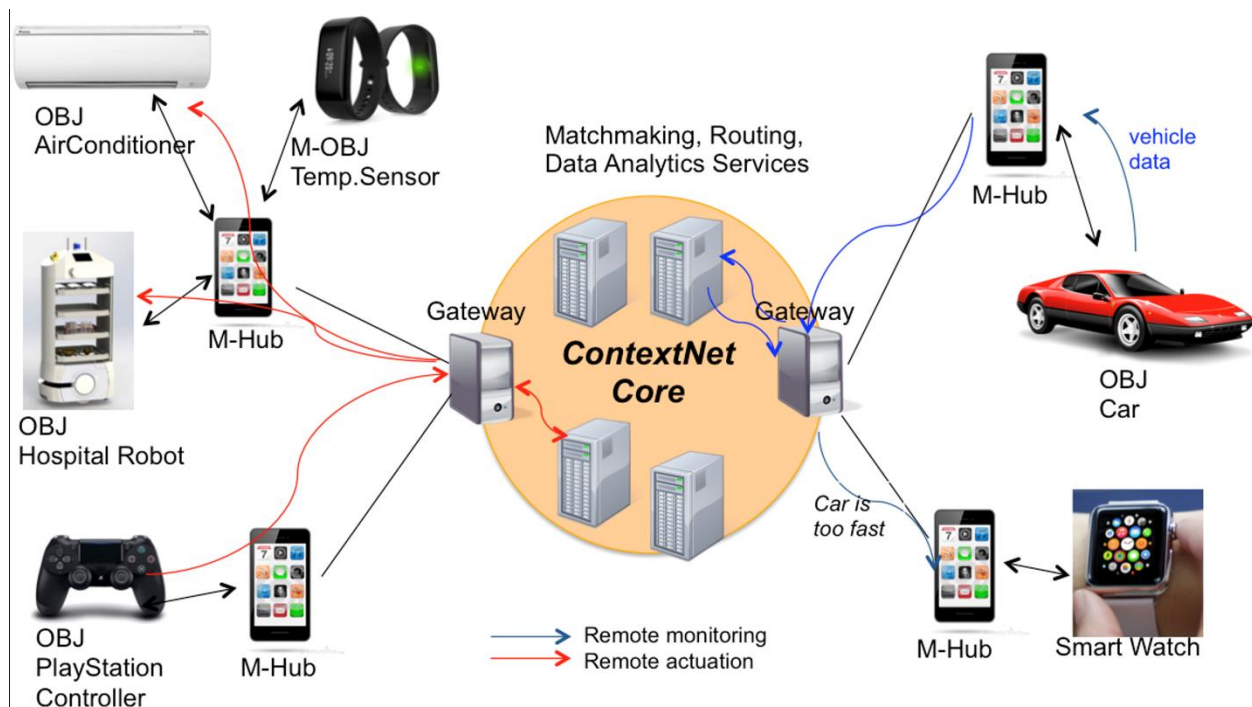 OBJ
AirConditioner
M-OBJ
Temp.Sensor
Matchmaking, Routing,
Data Analytics Services
M-Hub
vehicle
data
M-Hub
Gateway
Gateway
ContextNet
Core
OBJ
Car
OBJ
Hospital Robot
Car is
too fast
OBJ
PlayStation
Controller
M-Hub
Remote monitoring
Remote actuation
M-Hub
Smart Watch